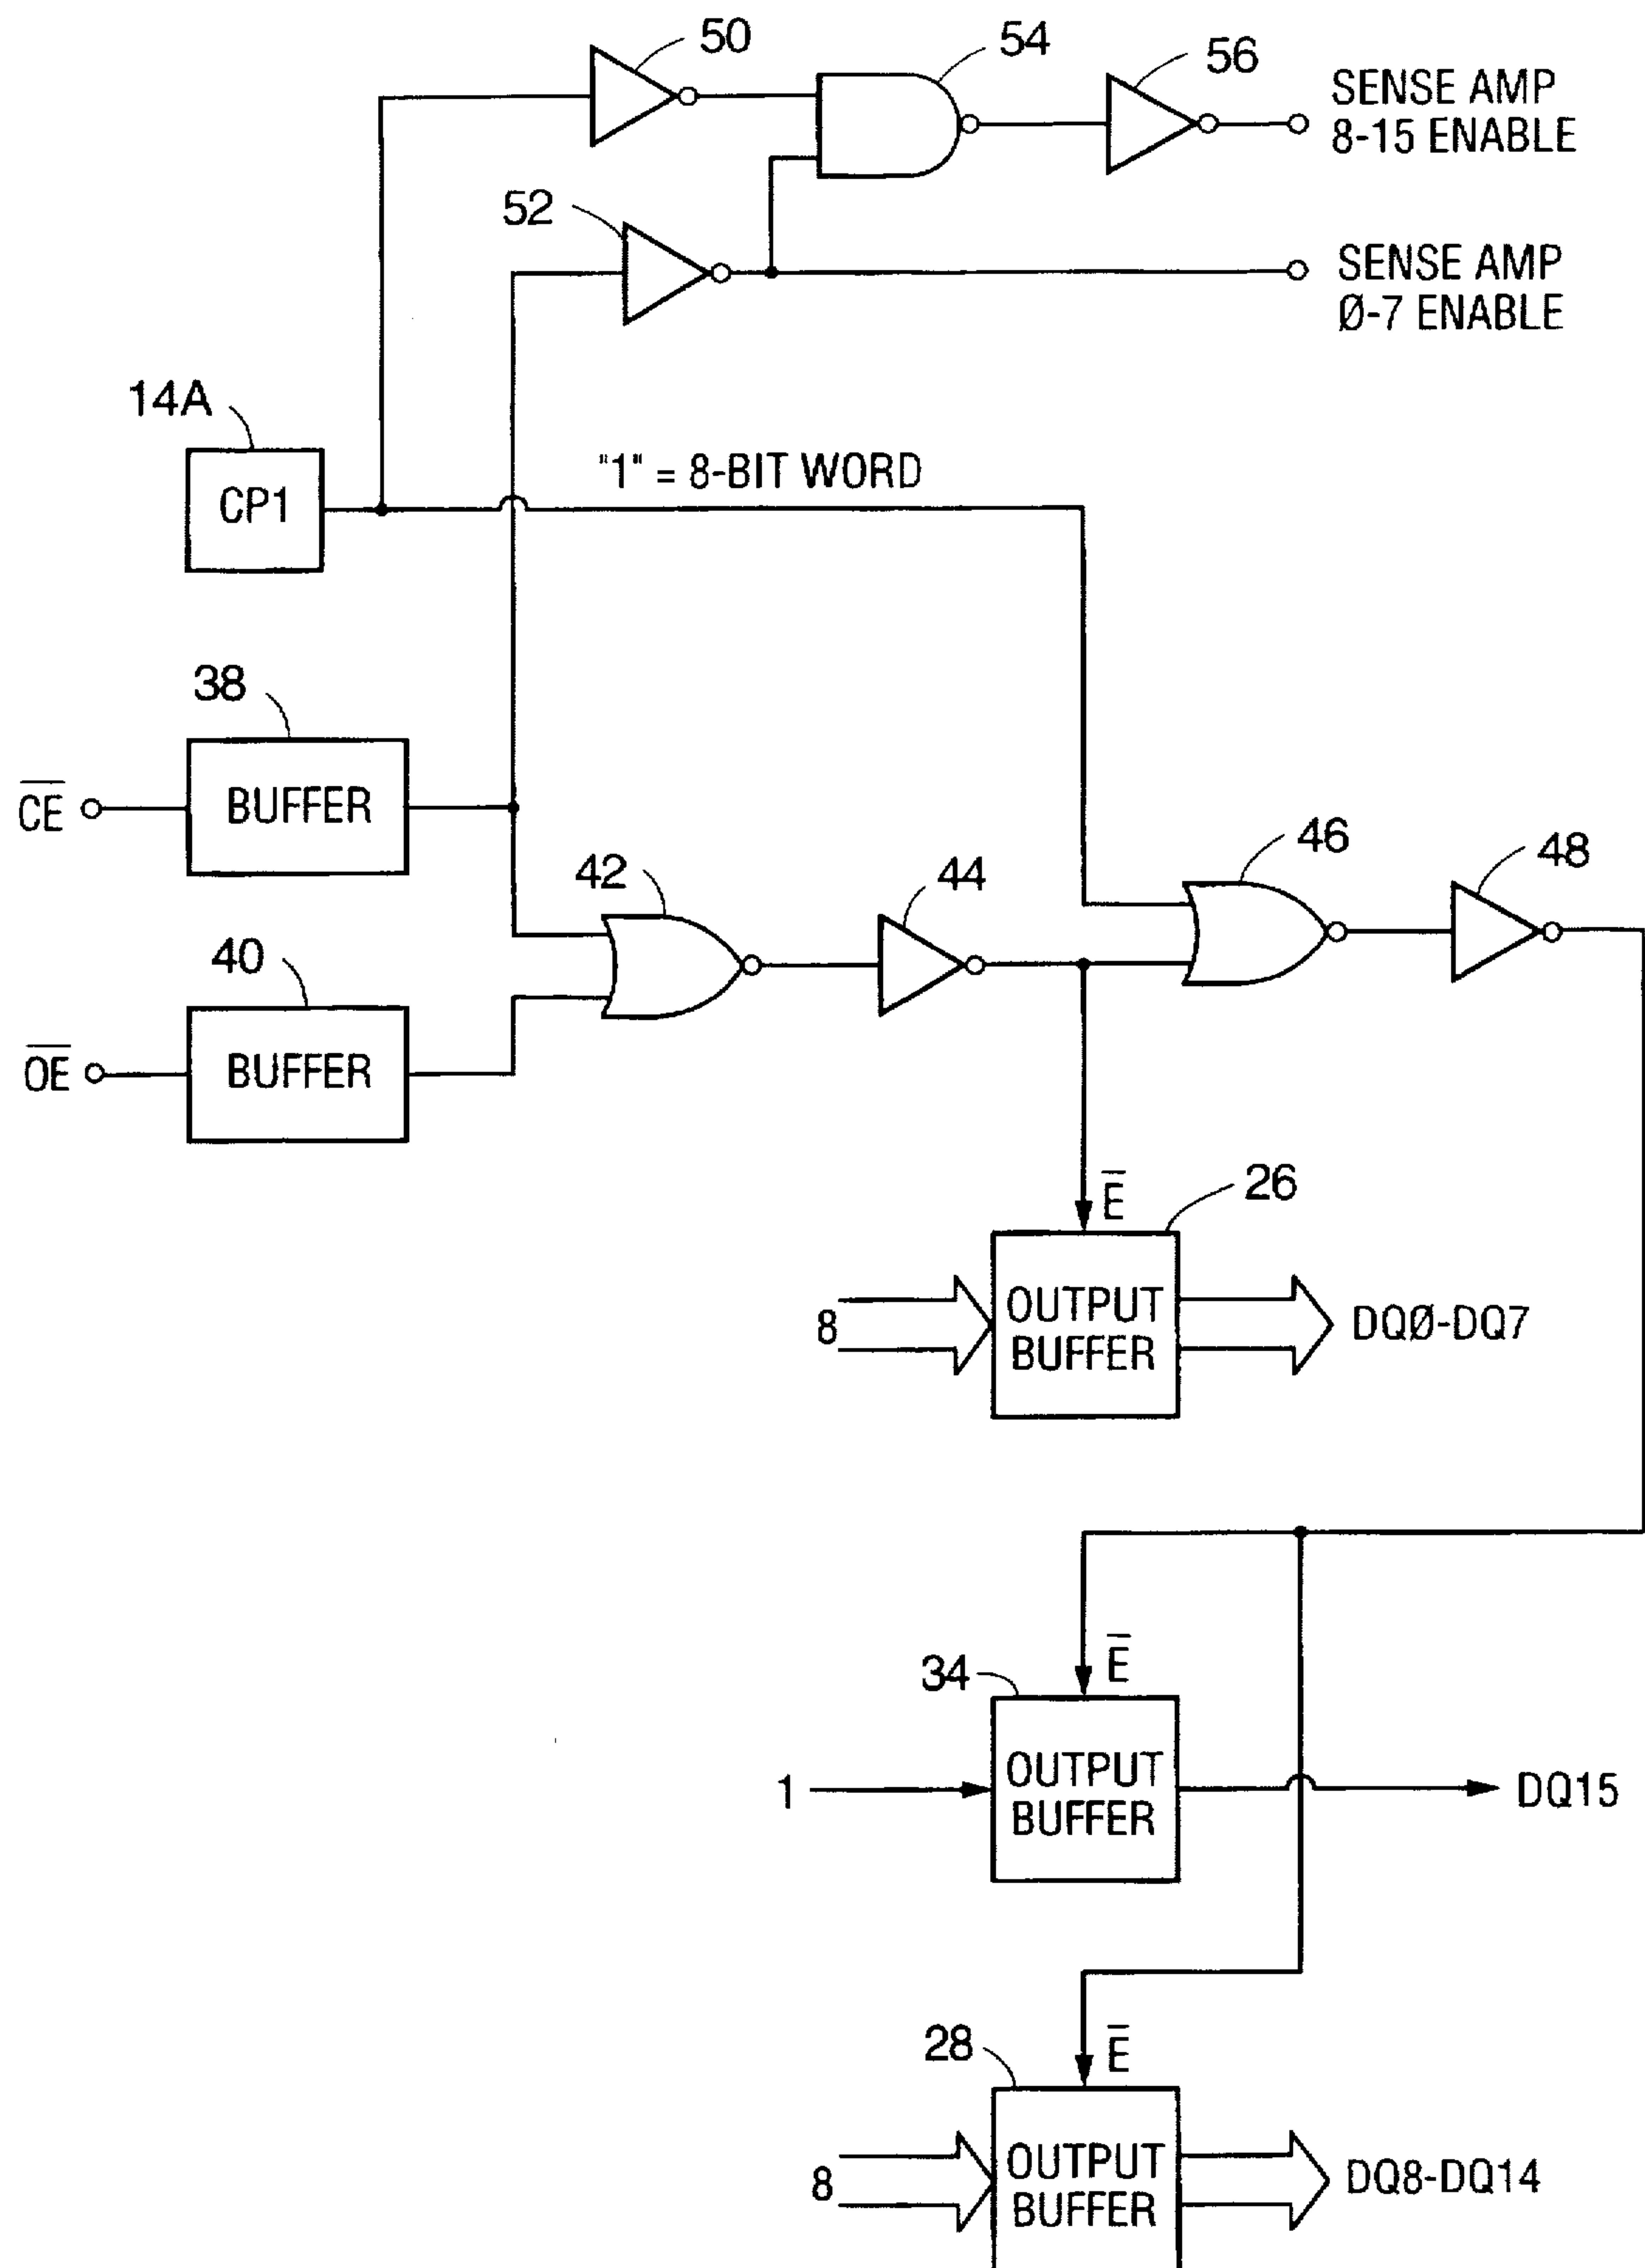 50
54
56
SENSE AMP
8-15 ENABLE
52
SENSE AMP
Ø-7 ENABLE
14A
CP1
"1" = 8-BIT WORD
38
C̅E̅
BUFFER
42
44
46
48
40
O̅E̅
BUFFER
E̅
26
8
OUTPUT
BUFFER
DQØ-DQ7
34
E̅
1
OUTPUT
BUFFER
DQ15
28
E̅
8
OUTPUT
BUFFER
DQ8-DQ14